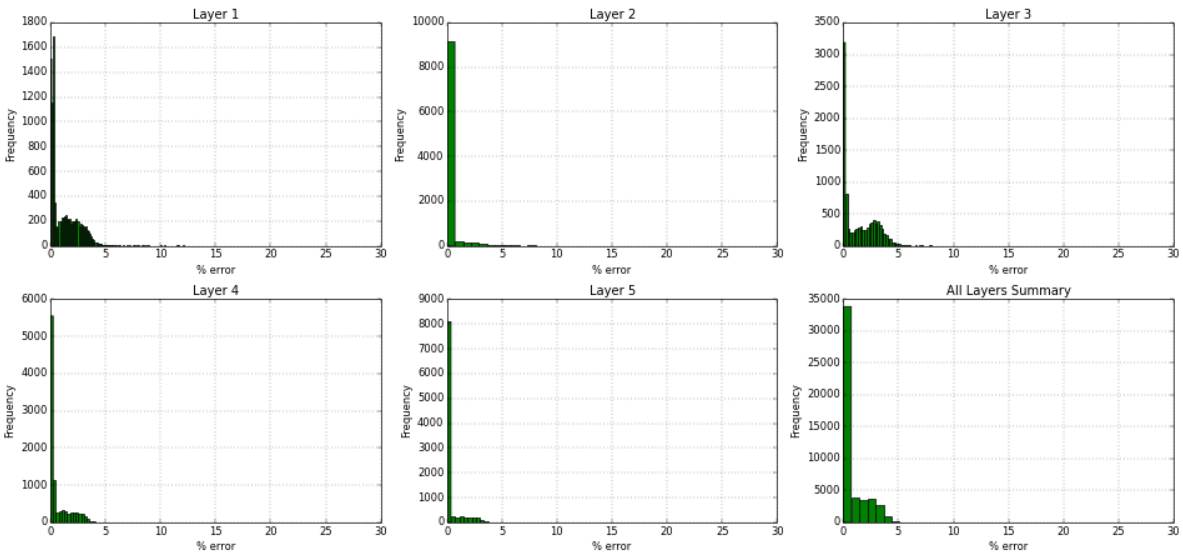 Layer 1
1800
1600
1400
1200
1000
800
600
400
200
0
Frequency
0 5 10 15 20 25 30
% error
Layer 2
10000
8000
6000
4000
2000
0
Frequency
0 5 10 15 20 25 30
% error
Layer 3
3500
3000
2500
2000
1500
1000
500
0
Frequency
0 5 10 15 20 25 30
% error
Layer 4
6000
5000
4000
3000
2000
1000
0
Frequency
0 5 10 15 20 25 30
% error
Layer 5
9000
8000
7000
6000
5000
4000
3000
2000
1000
0
Frequency
0 5 10 15 20 25 30
% error
All Layers Summary
35000
30000
25000
20000
15000
10000
5000
0
Frequency
0 5 10 15 20 25 30
% error